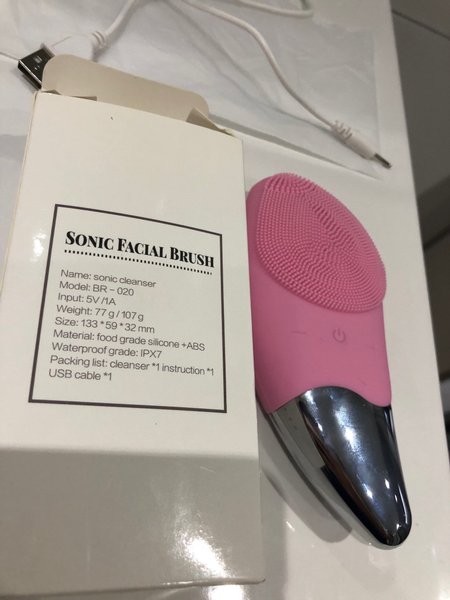 SONIC FACIAL BRUSH
Name: sonic cleanser
Model: BR - 020
Input: 5V /1A
Weight: 77 g / 107 g
Size: 133 * 59 * 32 mm
Material: food grade silicone +ABS
Waterproof grade: IPX7
Packing list: cleanser *1 instruction *1
USB cable *1